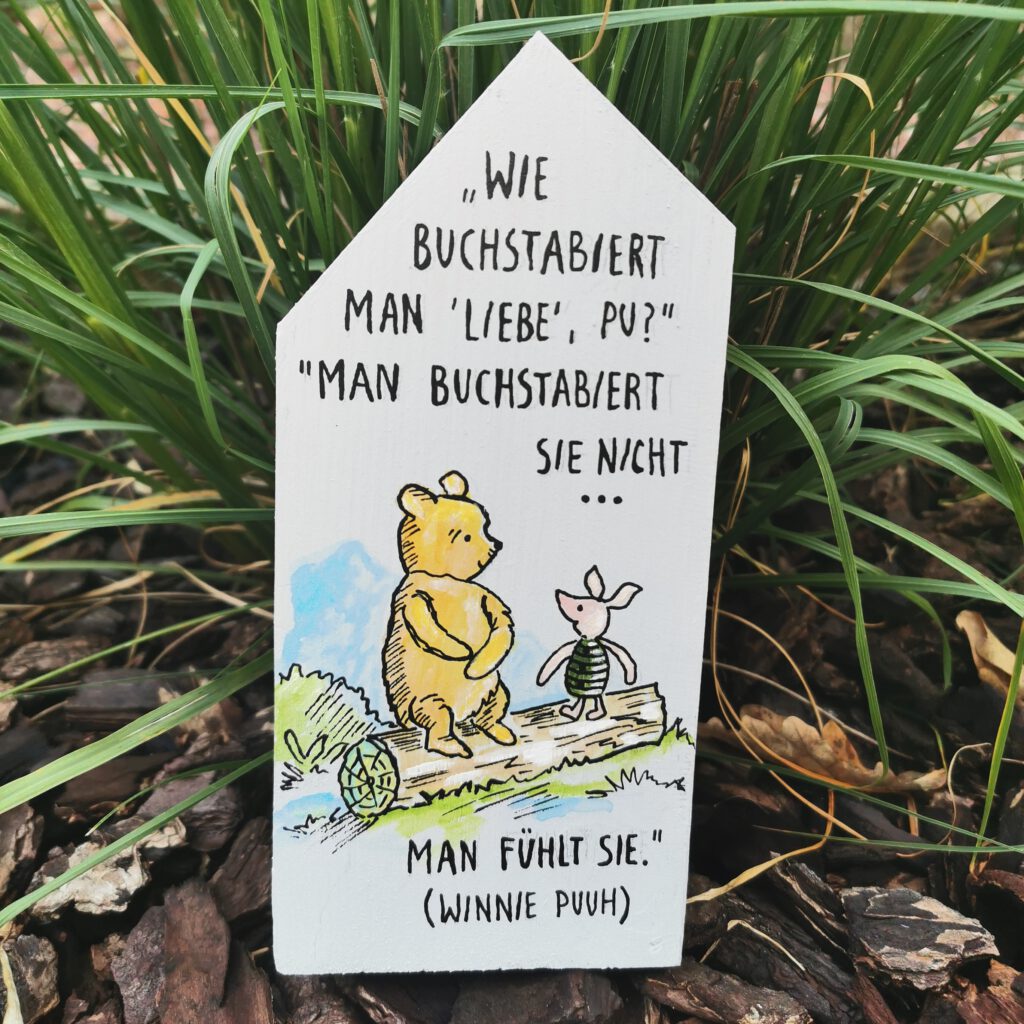 „WIE
BUCHSTABIERT
MAN 'LIEBE', PU?"
"MAN BUCHSTABIERT
SIE NICHT
...
MAN FÜHLT SIE."
(WINNIE PUUH)